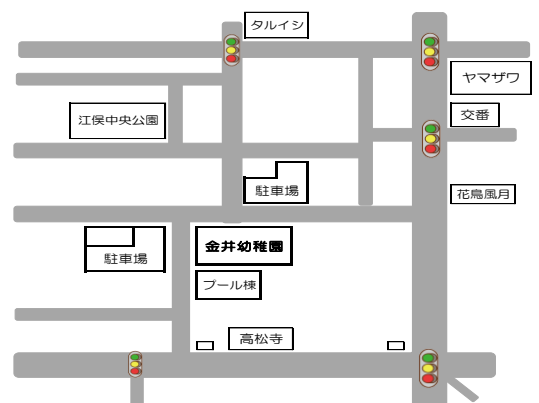 タルイシ
ヤマザワ
江俣中央公園
交番
駐車場
花鳥風月
金井幼稚園
駐車場
プール棟
高松寺